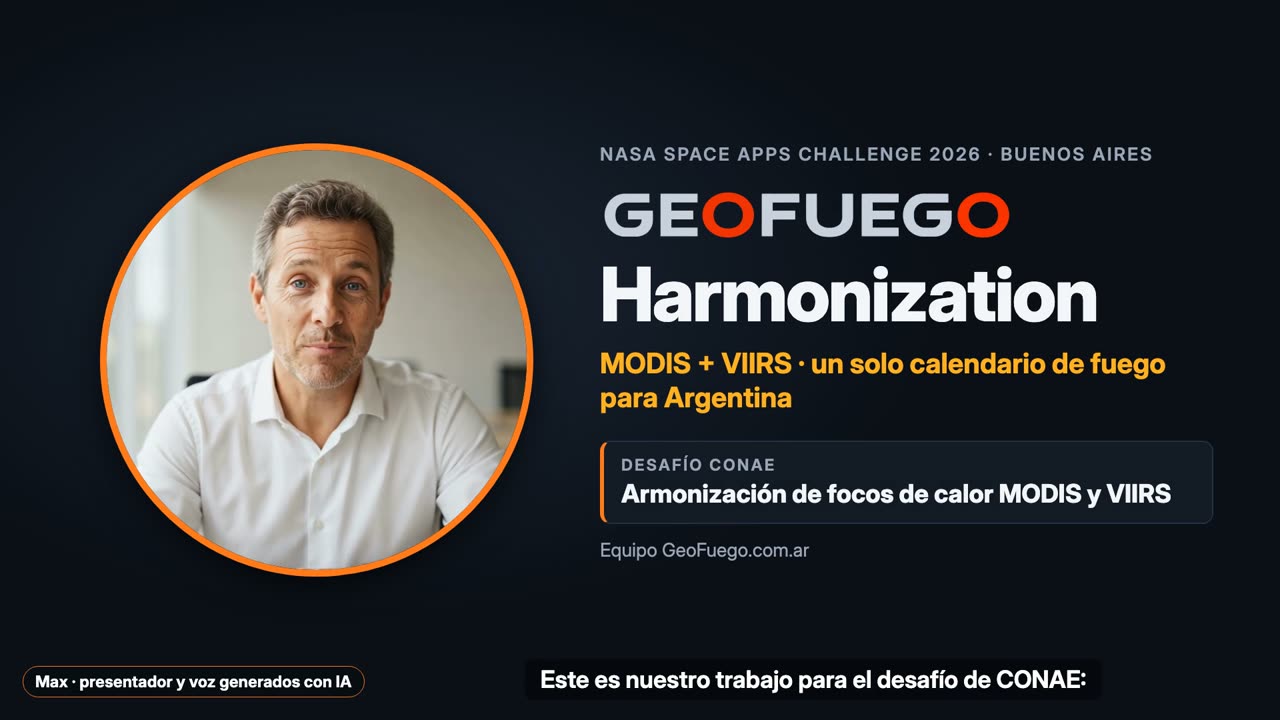 NASA SPACE APPS CHALLENGE 2026 · BUENOS AIRES
GEOFUEGO
Harmonization
MODIS + VIIRS · un solo calendario de fuego
para Argentina
DESAFÍO CONAE
Armonización de focos de calor MODIS y VIIRS
Equipo GeoFuego.com.ar
Max · presentador y voz generados con IA
Este es nuestro trabajo para el desafío de CONAE: